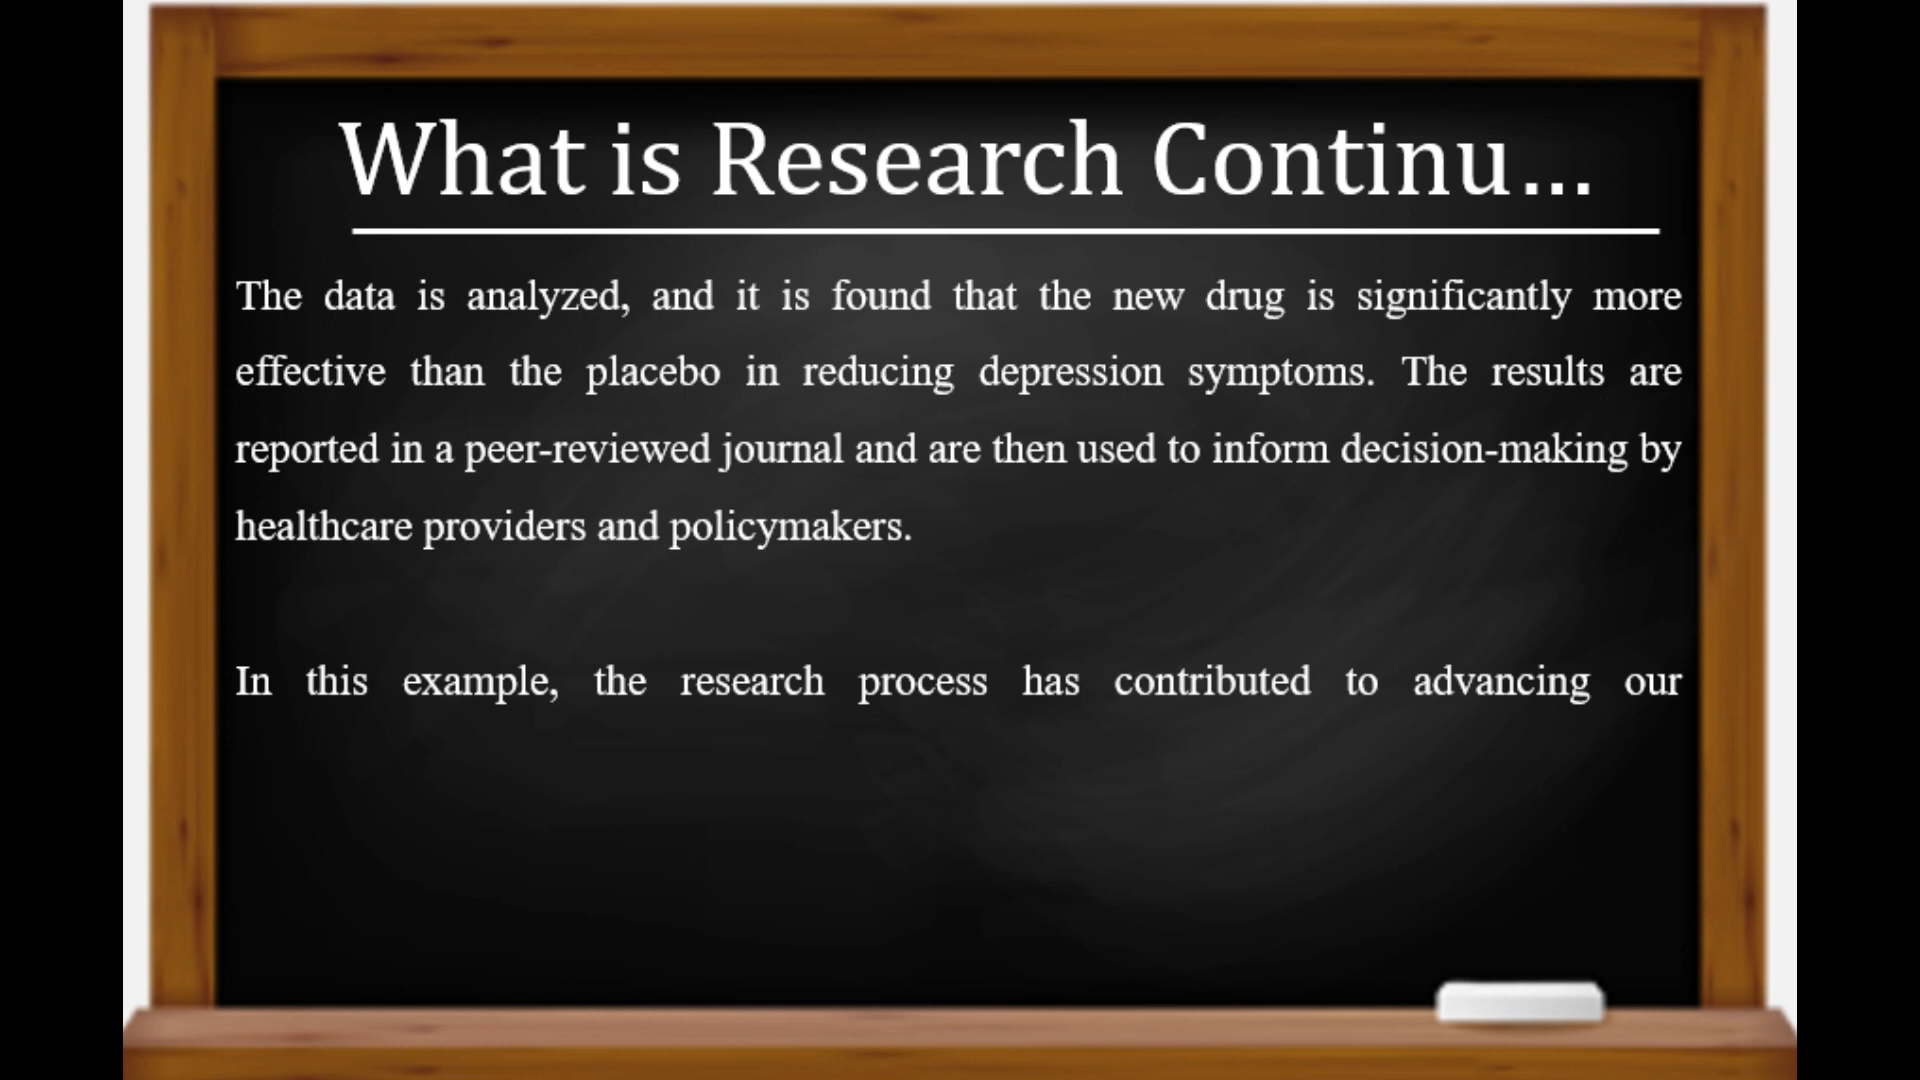 What is Research Continu...
The data is analyzed, and it is found that the new drug is significantly more
effective than the placebo in reducing depression symptoms. The results are
reported in a peer-reviewed journal and are then used to inform decision-making by
healthcare providers and policymakers.
In this example, the research process has contributed to advancing our